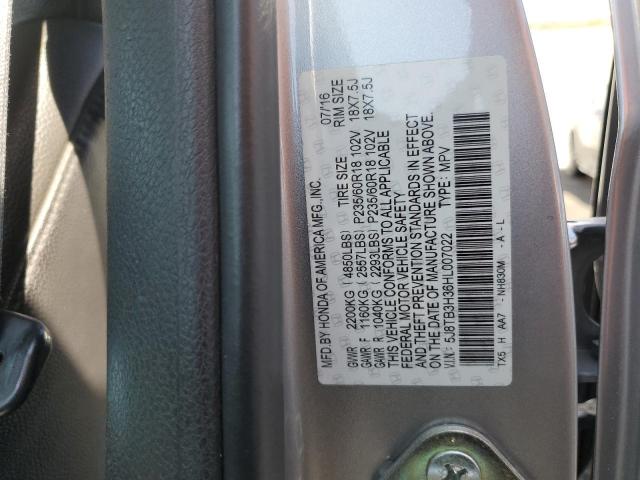 MFD.BY HONDA OF AMERICA MFG.,INC. 07/16
TIRE SIZE RIM SIZE
GVWR 2200KG ( 4850LBS)
GAWR F 1160KG ( 2557LBS) P235/60R18 102V 18X7.5J
GAWR R 1040KG ( 2293LBS) P235/60R18 102V 18X7.5J
THIS VEHICLE CONFORMS TO ALL APPLICABLE
FEDERAL MOTOR VEHICLE SAFETY
AND THEFT PREVENTION STANDARDS IN EFFECT
ON THE DATE OF MANUFACTURE SHOWN ABOVE.
V.I.N.: 5J8TB3H38HL007022 TYPE: MPV
TX5 H AA7 - NH830M - A - L